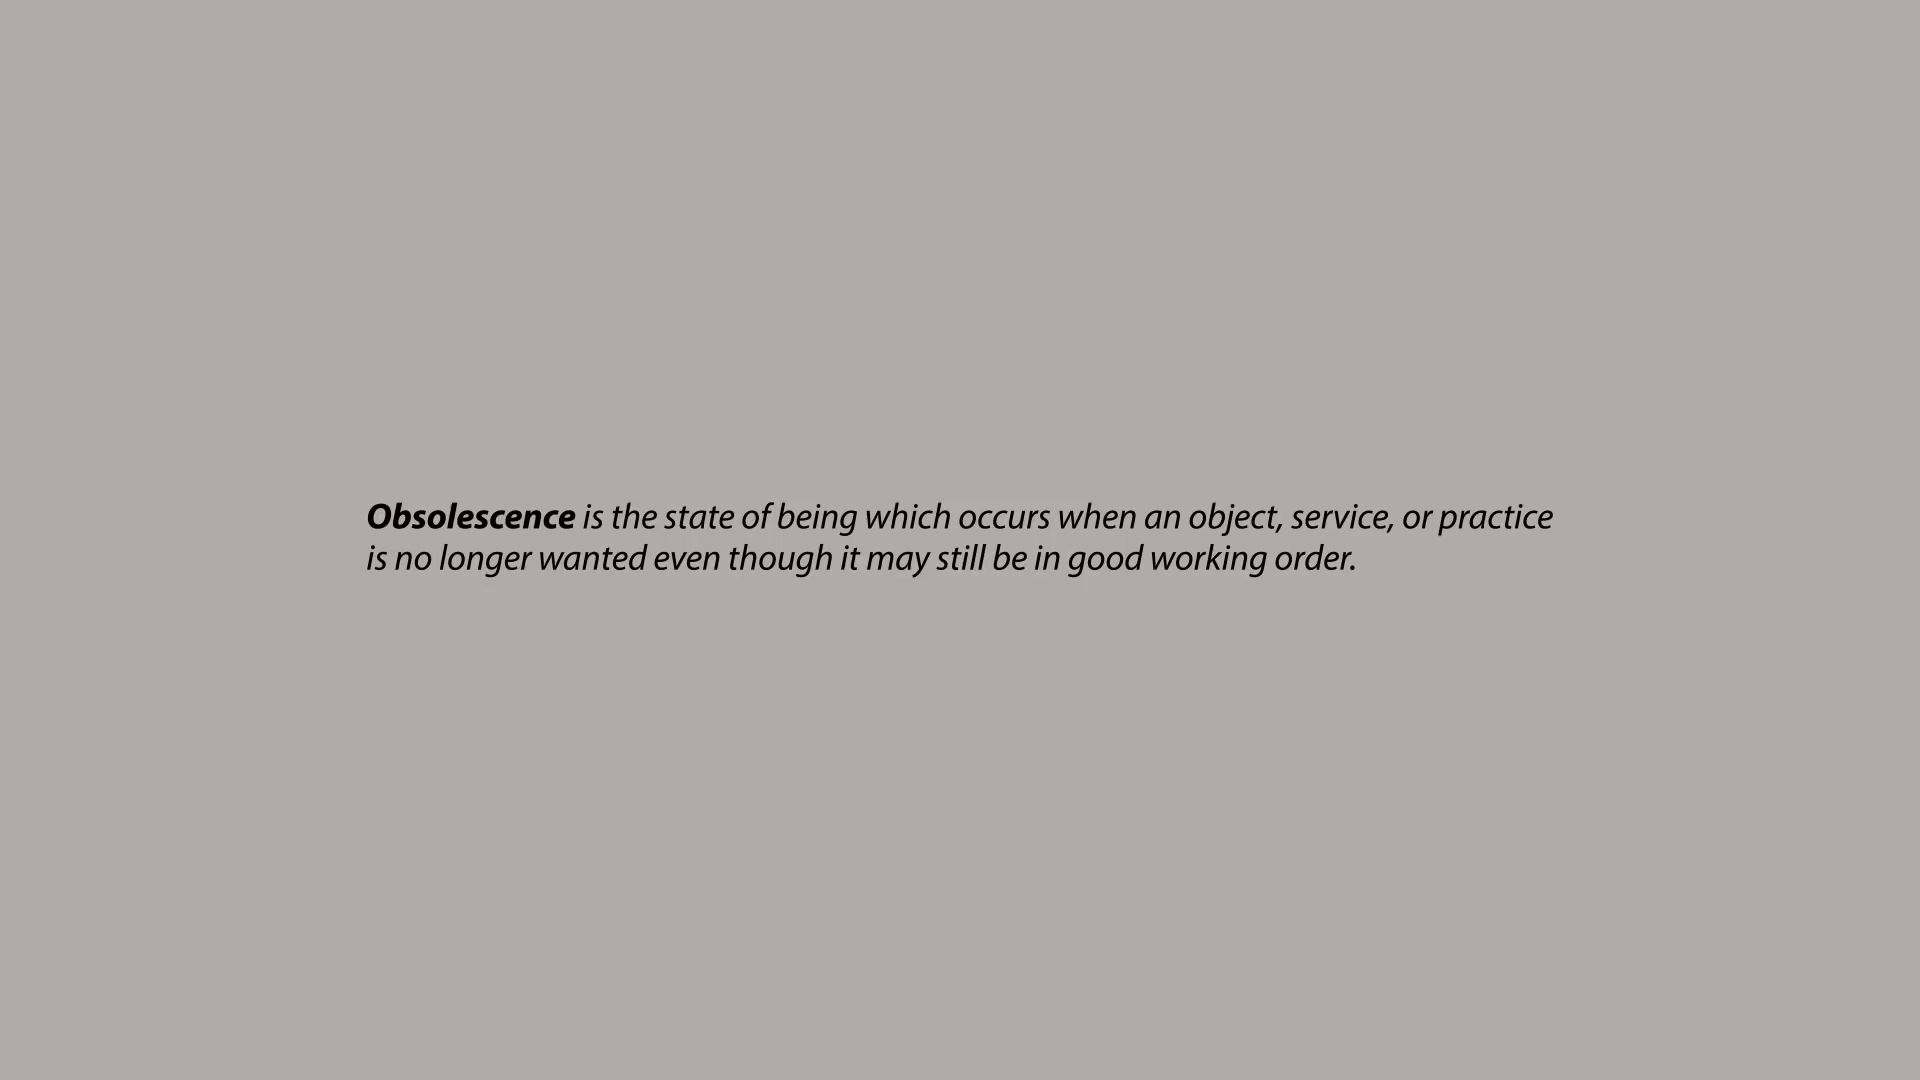 Obsolescence is the state of being which occurs when an object, service, or practice
is no longer wanted even though it may still be in good working order.